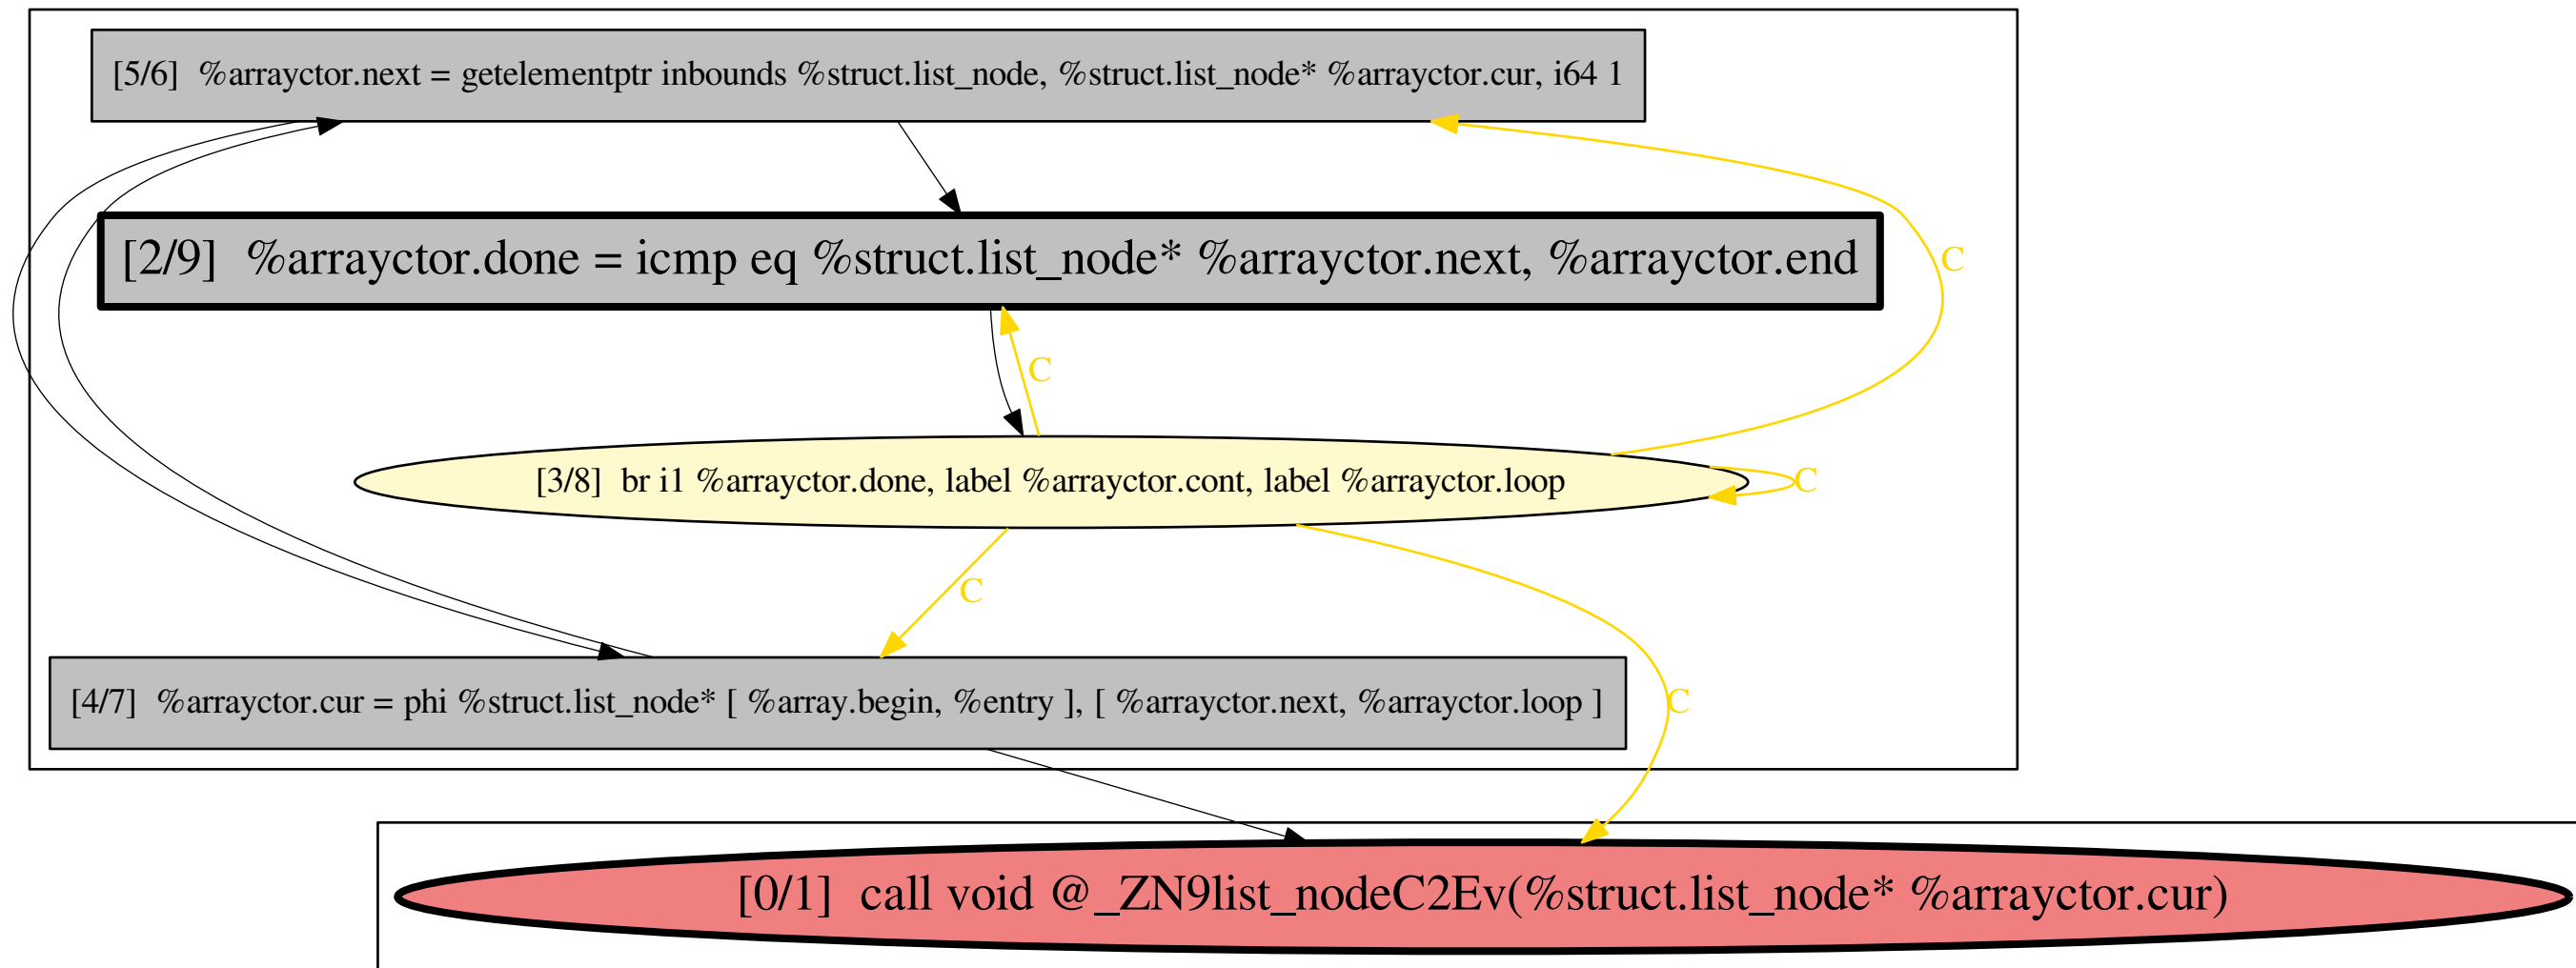 [5/6]  %arrayctor.next = getelementptr inbounds %struct.list_node, %struct.list_node* %arrayctor.cur, i64 1
[2/9]  %arrayctor.done = icmp eq %struct.list_node* %arrayctor.next, %arrayctor.end
C
C
[3/8]  br i1 %arrayctor.done, label %arrayctor.cont, label %arrayctor.loop
C
C
[4/7]  %arrayctor.cur = phi %struct.list_node* [ %array.begin, %entry ], [ %arrayctor.next, %arrayctor.loop ]
C
[0/1]  call void @_ZN9list_nodeC2Ev(%struct.list_node* %arrayctor.cur)